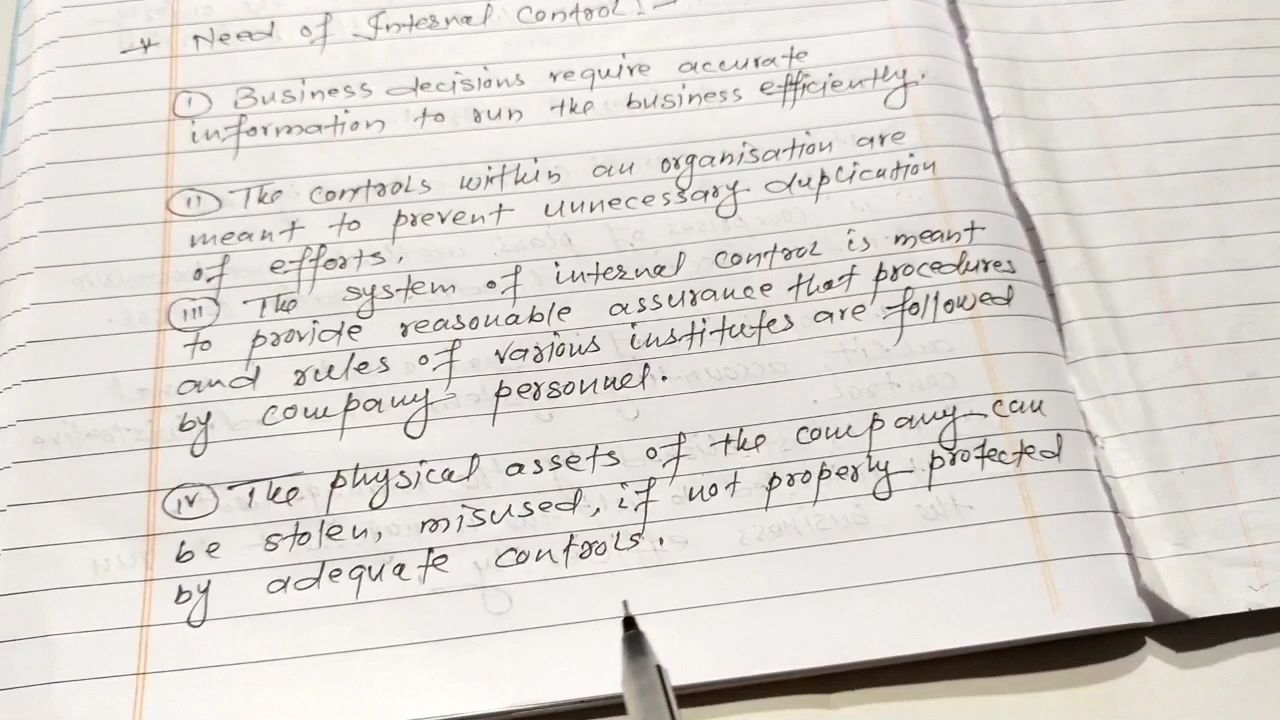 → Need of Internal Control:-
(i) Business decisions require accurate
information to run the business efficiently.
(ii) The controls within an organisation are
meant to prevent unnecessary duplication
of efforts.
(iii) The system of internal control is meant
to provide reasonable assurance that procedures
and rules of various institutes are followed
by company personnel.
(iv) The physical assets of the company can
be stolen, misused, if not properly protected
by adequate controls.